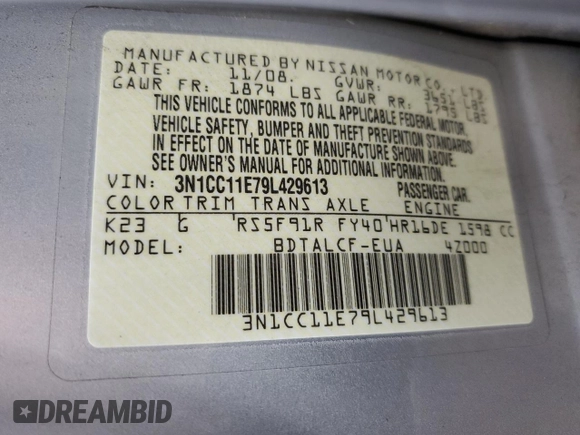 MANUFACTURED BY NISSAN MOTOR CO., LTD.
DATE: 11/08. GVWR: LBS
GAWR FR: 1874 LBS GAWR RR: LBS
THIS VEHICLE CONFORMS TO ALL APPLICABLE FEDERAL MOTOR
VEHICLE SAFETY, BUMPER AND THEFT PREVENTION STANDARDS
IN EFFECT ON THE DATE OF MANUFACTURE SHOWN ABOVE.
SEE OWNER'S MANUAL FOR ADDITIONAL INFORMATION.
VIN: 3N1CC11E79L429613 PASSENGER CAR.
COLOR TRIM TRANS AXLE ENGINE
K23 G 'RS5F91R FY40'HR16DE 1598 CC
MODEL: BDTALCF-EUA 4Z000
3N1CC11E79L429613
DREAMBID